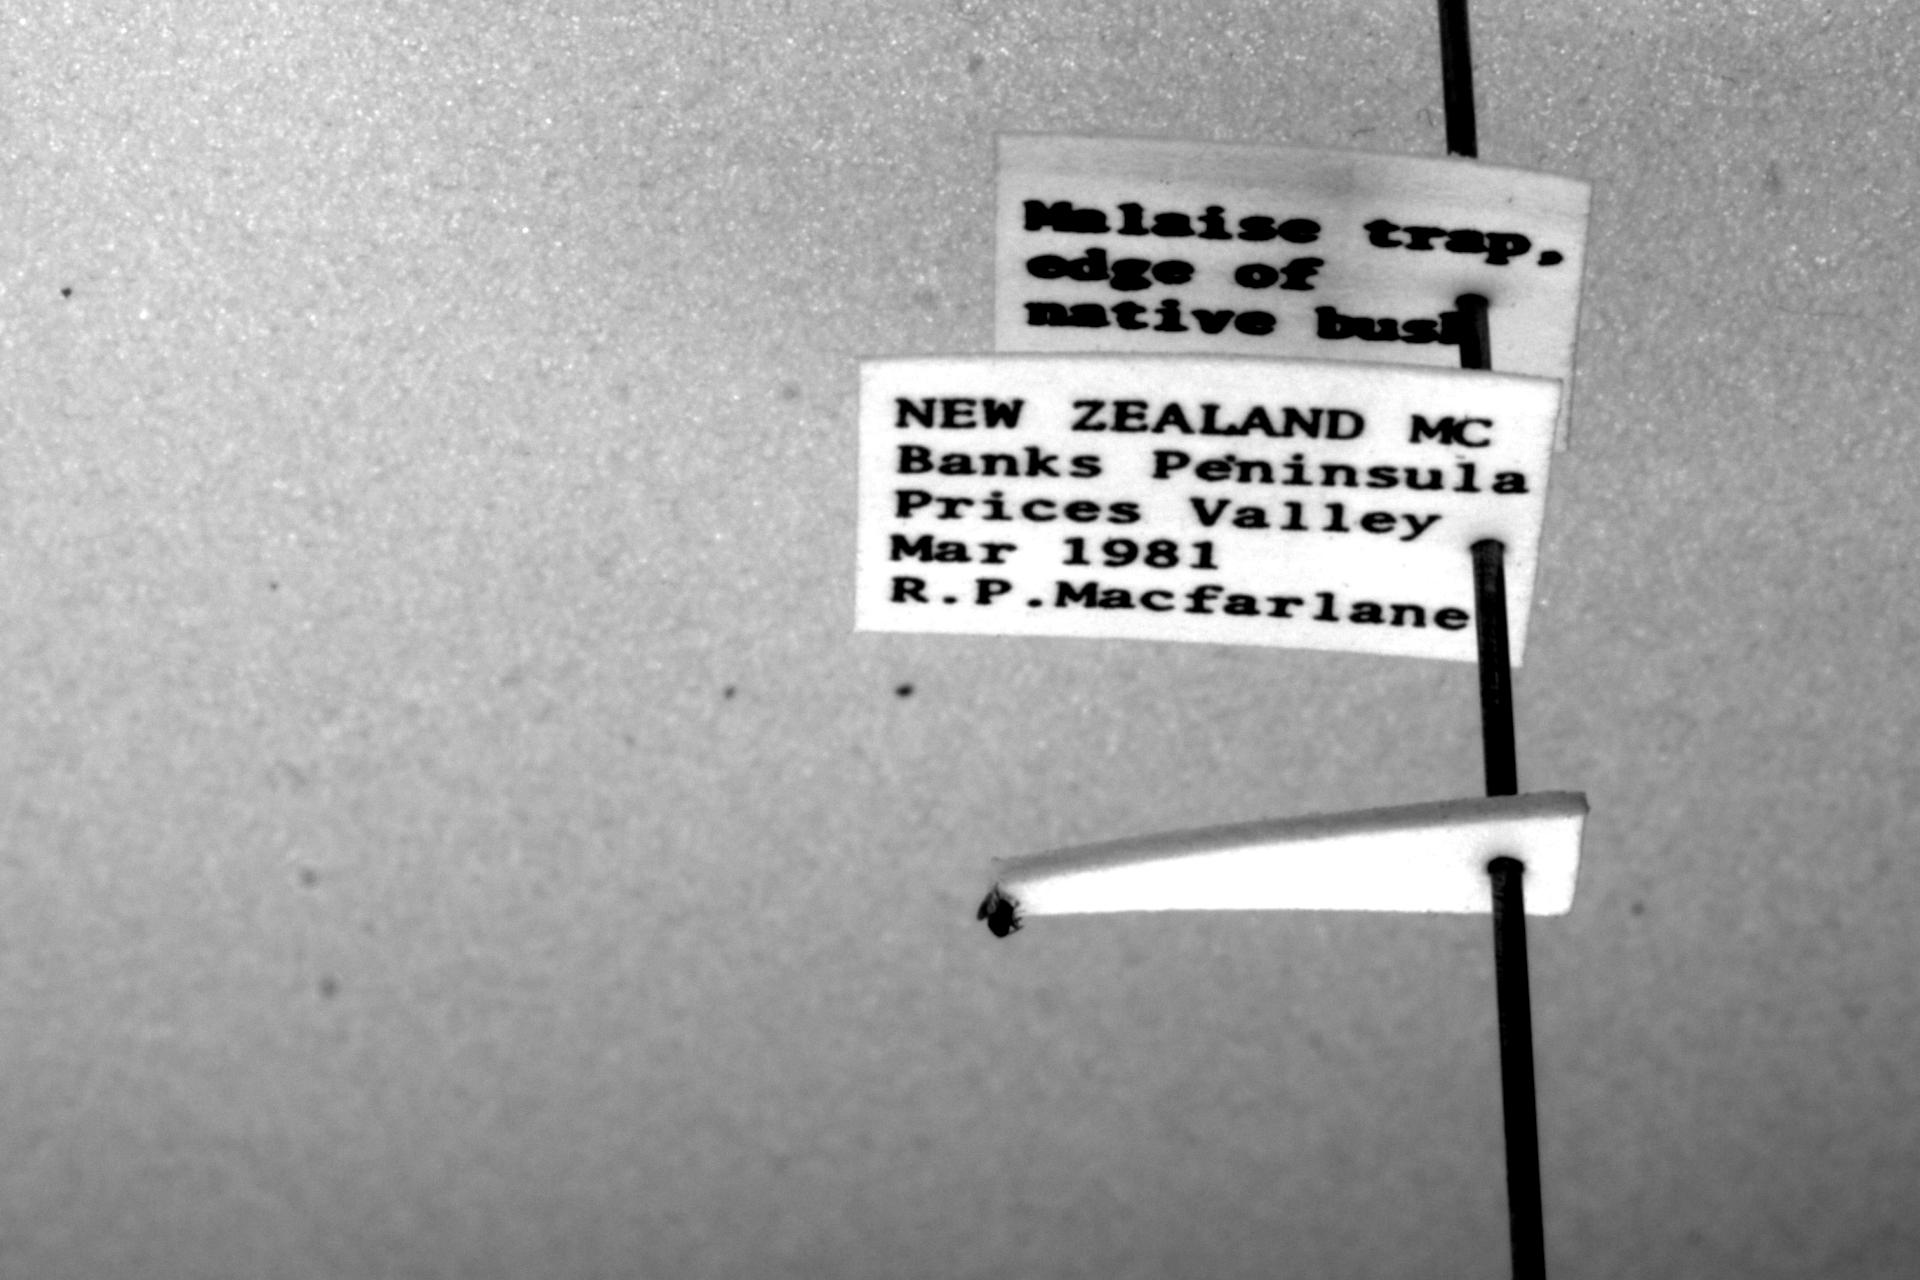 Malaise trap,
edge of
native bush
NEW ZEALAND MC
Banks Peninsula
Prices Valley
Mar 1981
R.P.Macfarlane